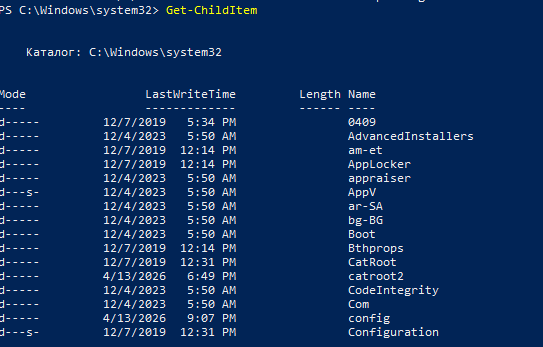 PS C:\Windows\system32> Get-ChildItem
Каталог: C:\Windows\system32
Mode LastWriteTime Length Name
---- ------------- ------ ----
d----- 12/7/2019 5:34 PM 0409
d----- 12/4/2023 5:50 AM AdvancedInstallers
d----- 12/7/2019 12:14 PM am-et
d----- 12/7/2019 12:14 PM AppLocker
d----- 12/4/2023 5:50 AM appraiser
d---s- 12/4/2023 5:50 AM AppV
d----- 12/4/2023 5:50 AM ar-SA
d----- 12/4/2023 5:50 AM bg-BG
d----- 12/4/2023 5:50 AM Boot
d----- 12/7/2019 12:14 PM Bthprops
d----- 12/7/2019 12:31 PM CatRoot
d----- 4/13/2026 6:49 PM catroot2
d----- 12/4/2023 5:50 AM CodeIntegrity
d----- 12/4/2023 5:50 AM Com
d----- 4/13/2026 9:07 PM config
d---s- 12/7/2019 12:31 PM Configuration